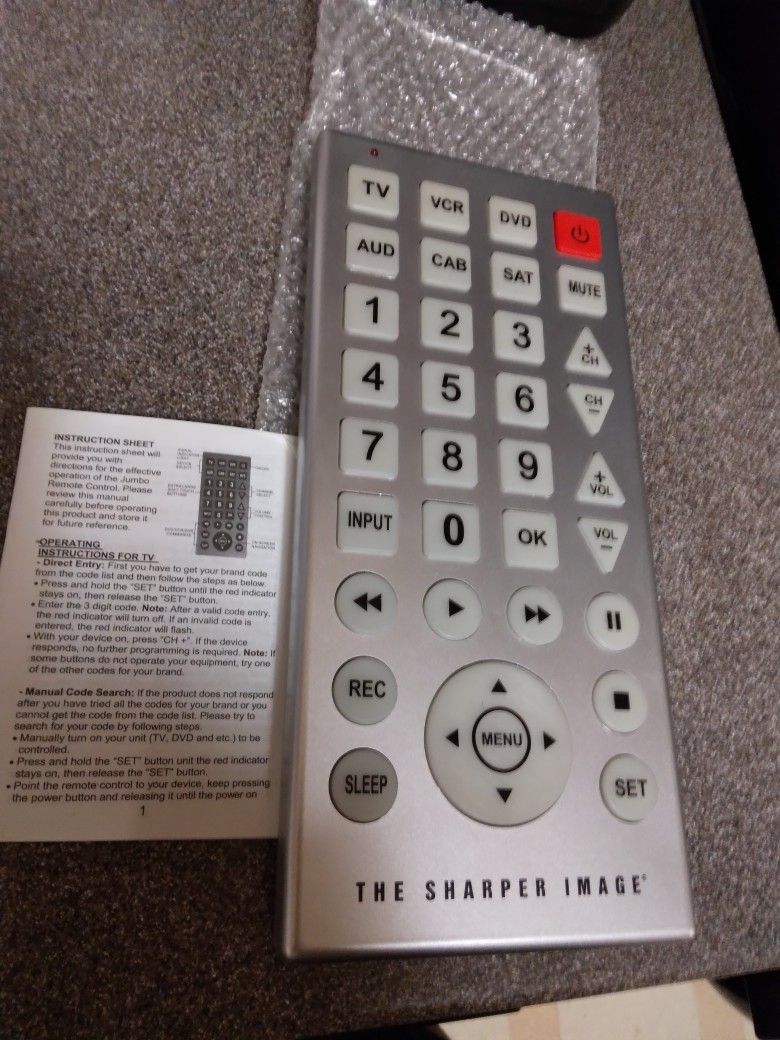 TV VCR DVD
AUD CAB SAT MUTE
1 2 3 + CH
4 5 6 CH -
7 8 9 + VOL
INPUT 0 OK VOL -
REC
MENU
SLEEP SET
THE SHARPER IMAGE®
INSTRUCTION SHEET
This instruction sheet will
provide you with
directions for the effective
operation of the Jumbo
Remote Control. Please
review this manual
carefully before operating
this product and store it
for future reference.
OPERATING
INSTRUCTIONS FOR TV
- Direct Entry: First you have to get your brand code
from the code list and then follow the steps as below.
• Press and hold the "SET" button until the red indicator
stays on, then release the "SET" button.
• Enter the 3 digit code. Note: After a valid code entry,
the red indicator will turn off. If an invalid code is
entered, the red indicator will flash.
• With your device on, press "CH +". If the device
responds, no further programming is required. Note: If
some buttons do not operate your equipment, try one
of the other codes for your brand.
- Manual Code Search: If the product does not respond
after you have tried all the codes for your brand or you
cannot get the code from the code list. Please try to
search for your code by following steps.
• Manually turn on your unit (TV, DVD and etc.) to be
controlled.
• Press and hold the "SET" button unit the red indicator
stays on, then release the "SET" button.
• Point the remote control to your device, keep pressing
the power button and releasing it until the power on
1